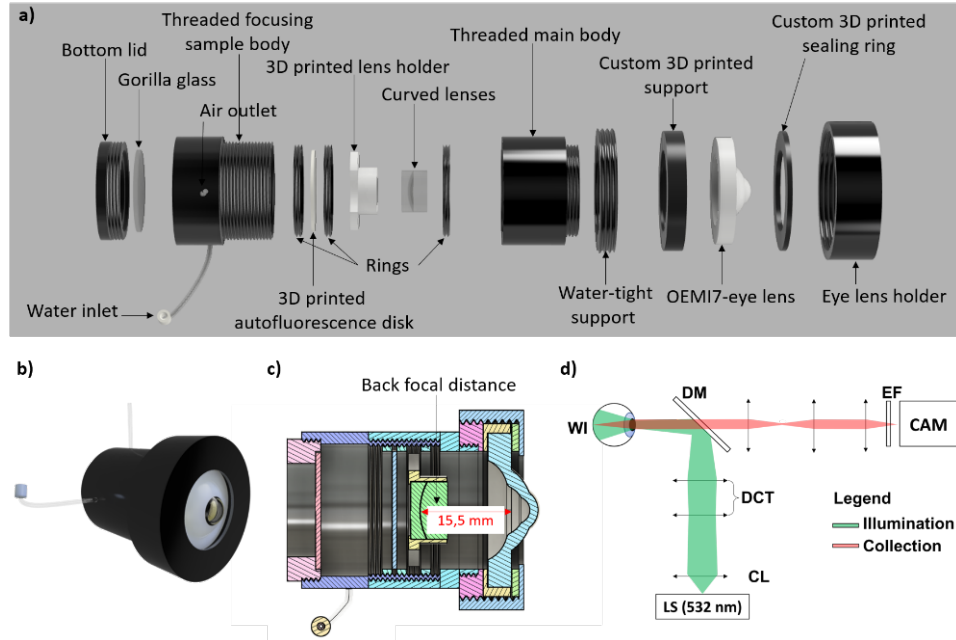 a)
Bottom lid
Gorilla glass
Threaded focusing
sample body
Air outlet
3D printed lens holder
Curved lenses
Threaded main body
Custom 3D printed
support
Custom 3D printed
sealing ring
Water inlet
Rings
3D printed
autofluorescence disk
Water-tight
support
OEMI7-eye lens
Eye lens holder
b)
c)
Back focal distance
15,5 mm
d)
WI
DM
EF
CAM
DCT
CL
LS (532 nm)
Legend
Illumination
Collection